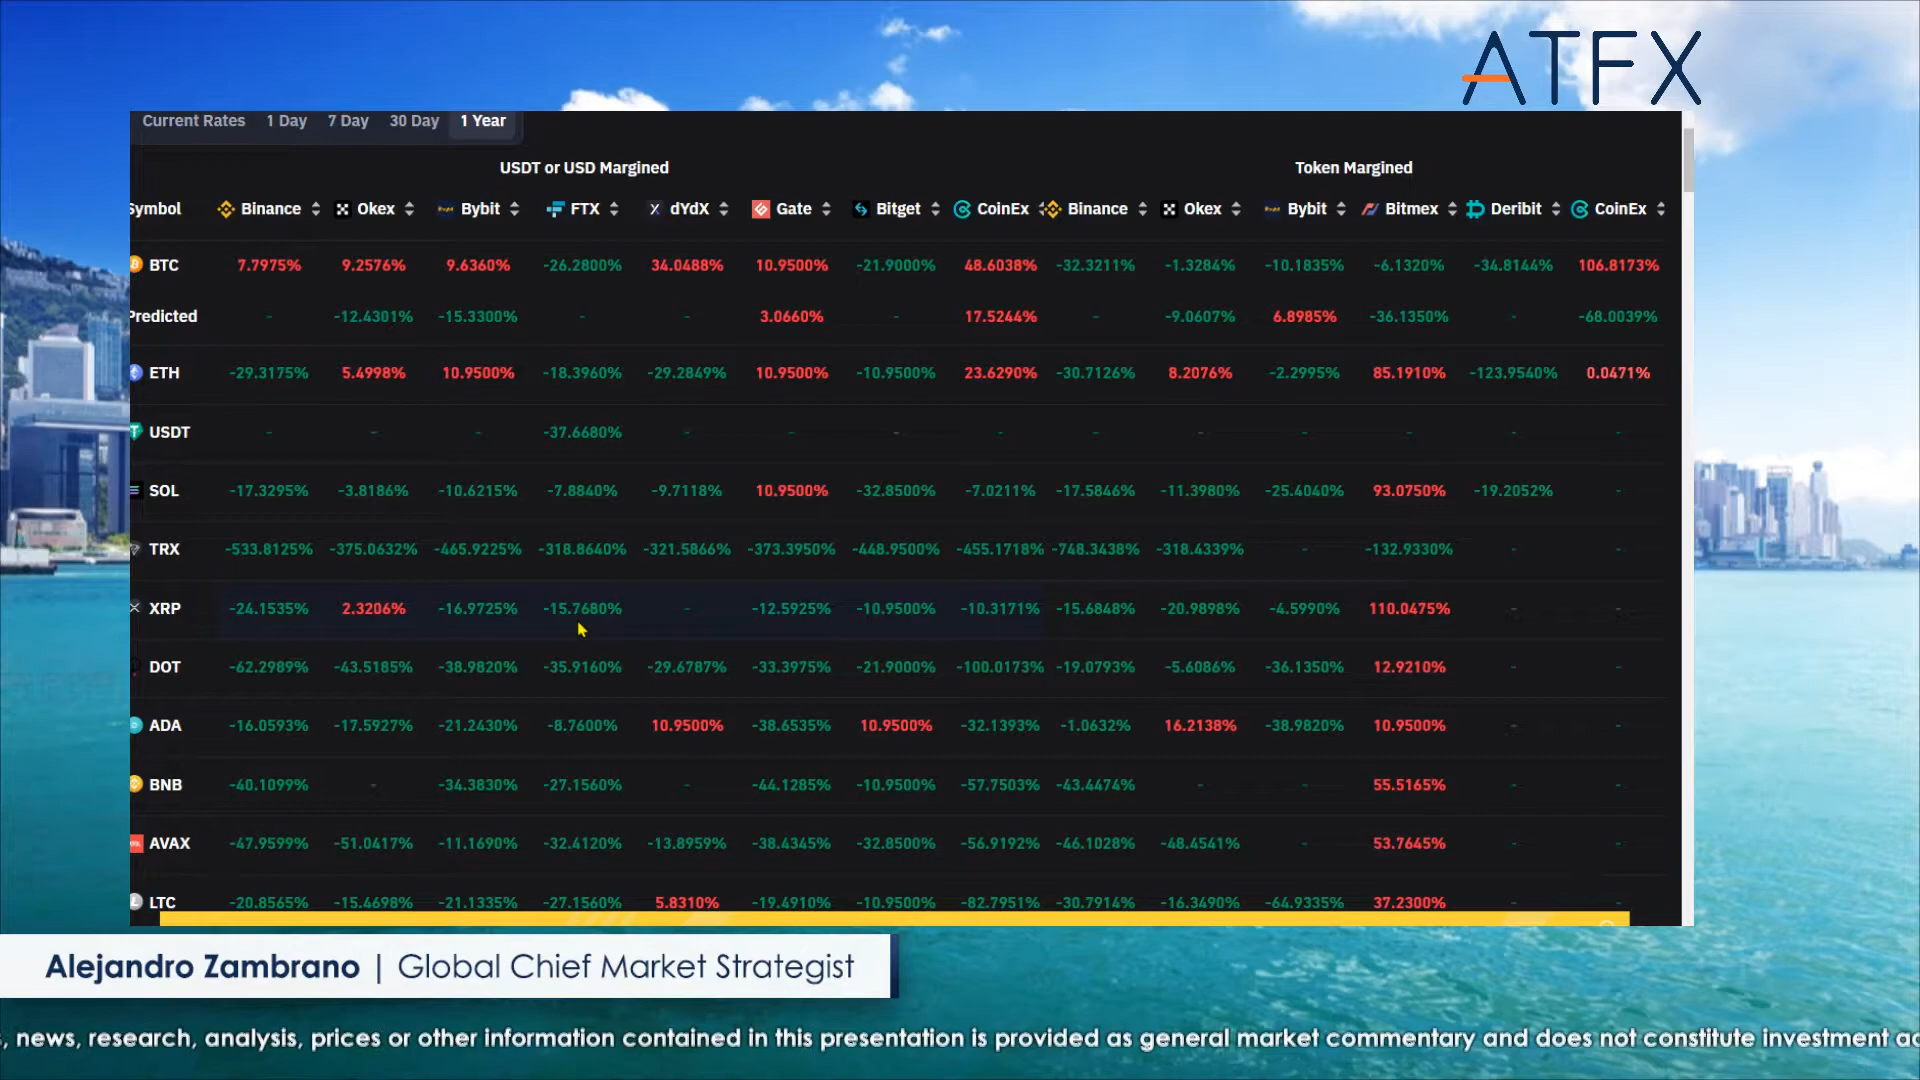 ATFX
Current Rates 1 Day 7 Day 30 Day 1 Year
USDT or USD Margined Token Margined
Symbol Binance Okex Bybit FTX dYdX Gate Bitget CoinEx Binance Okex Bybit Bitmex Deribit CoinEx
BTC 7.7975% 9.2576% 9.6360% -26.2800% 34.0488% 10.9500% -21.9000% 48.6038% -32.3211% -1.3284% -10.1835% -6.1320% -34.8144% 106.8173%
Predicted - -12.4301% -15.3300% - - 3.0660% - 17.5244% - -9.0607% 6.8985% -36.1350% - -68.0039%
ETH -29.3175% 5.4998% 10.9500% -18.3960% -29.2849% 10.9500% -10.9500% 23.6290% -30.7126% 8.2076% -2.2995% 85.1910% -123.9540% 0.0471%
USDT - - - -37.6680% - - - - - - - - - -
SOL -17.3295% -3.8186% -10.6215% -7.8840% -9.7118% 10.9500% -32.8500% -7.0211% -17.5846% -11.3980% -25.4040% 93.0750% -19.2052% -
TRX -533.8125% -375.0632% -465.9225% -318.8640% -321.5866% -373.3950% -448.9500% -455.1718% -748.3438% -318.4339% - -132.9330% - -
XRP -24.1535% 2.3206% -16.9725% -15.7680% - -12.5925% -10.9500% -10.3171% -15.6848% -20.9898% -4.5990% 110.0475% - -
DOT -62.2989% -43.5185% -38.9820% -35.9160% -29.6787% -33.3975% -21.9000% -100.0173% -19.0793% -5.6086% -36.1350% 12.9210% - -
ADA -16.0593% -17.5927% -21.2430% -8.7600% 10.9500% -38.6535% 10.9500% -32.1393% -1.0632% 16.2138% -38.9820% 10.9500% - -
BNB -40.1099% - -34.3830% -27.1560% - -44.1285% -10.9500% -57.7503% -43.4474% - - 55.5165% - -
AVAX -47.9599% -51.0417% -11.1690% -32.4120% -13.8959% -38.4345% -32.8500% -56.9192% -46.1028% -48.4541% - 53.7645% - -
LTC -20.8565% -15.4698% -21.1335% -27.1560% 5.8310% -19.4910% -10.9500% -82.7951% -30.7914% -16.3490% -64.9335% 37.2300% - -
Alejandro Zambrano | Global Chief Market Strategist
, news, research, analysis, prices or other information contained in this presentation is provided as general market commentary and does not constitute investment